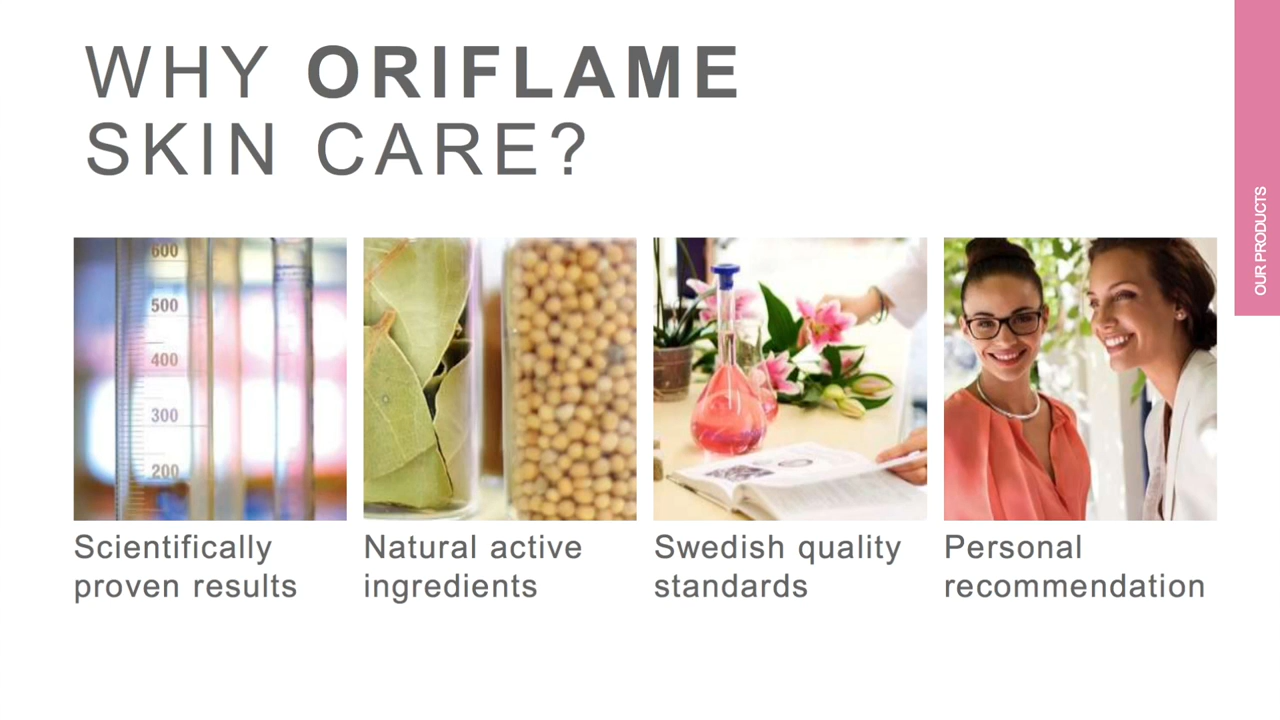 WHY ORIFLAME
SKIN CARE?
OUR PRODUCTS
600
500
400
300
200
Scientifically
proven results
Natural active
ingredients
Swedish quality
standards
Personal
recommendation